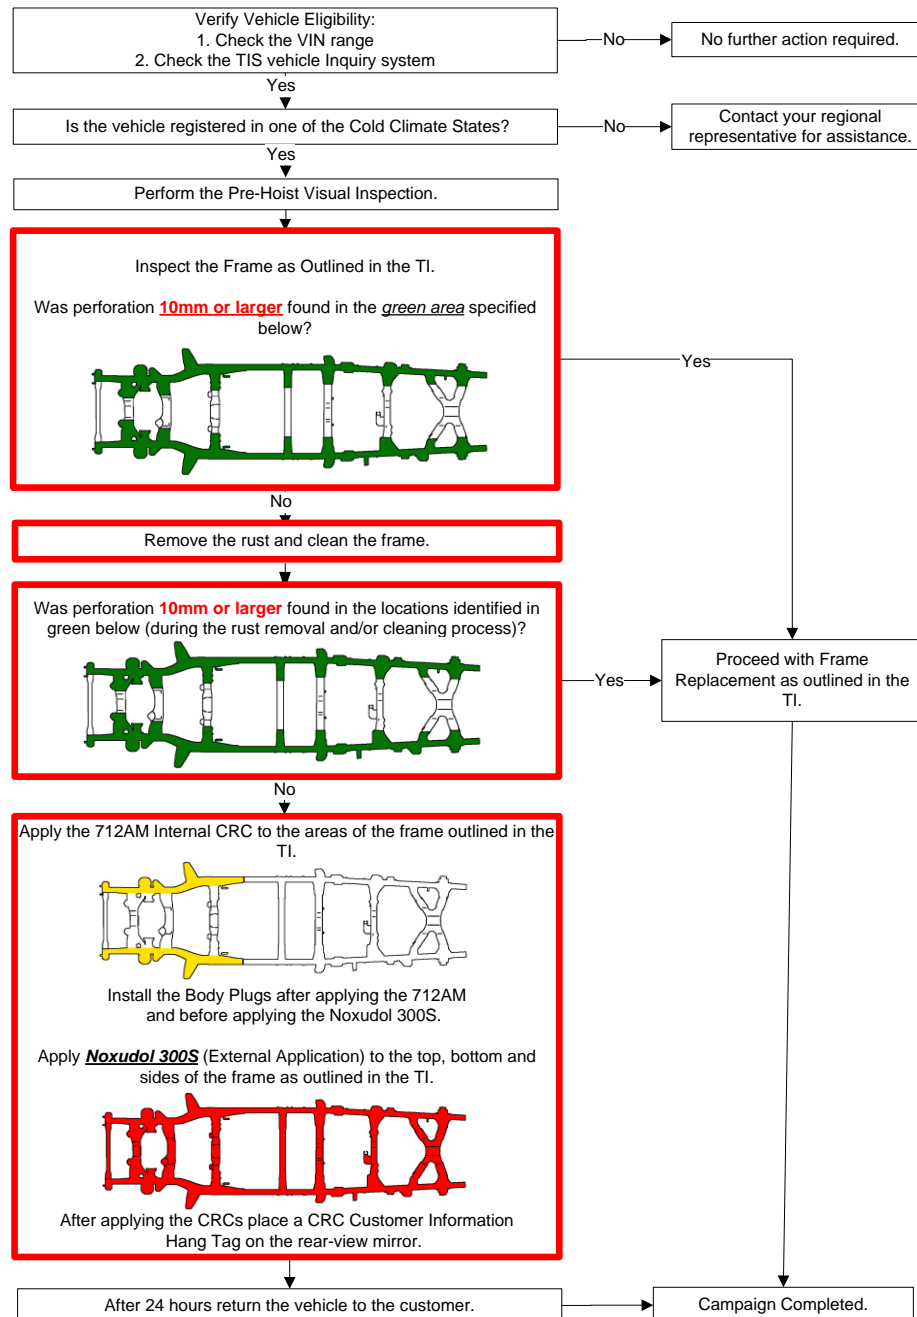 Verify Vehicle Eligibility:
1. Check the VIN range
2. Check the TIS vehicle Inquiry system
No
No further action required.
Yes
Is the vehicle registered in one of the Cold Climate States?
No
Contact your regional
representative for assistance.
Yes
Perform the Pre-Hoist Visual Inspection.
Inspect the Frame as Outlined in the TI.
Was perforation 10mm or larger found in the green area specified
below?
Yes
No
Remove the rust and clean the frame.
Was perforation 10mm or larger found in the locations identified in
green below (during the rust removal and/or cleaning process)?
Yes
Proceed with Frame
Replacement as outlined in the
TI.
No
Apply the 712AM Internal CRC to the areas of the frame outlined in the
TI.
Install the Body Plugs after applying the 712AM
and before applying the Noxudol 300S.
Apply Noxudol 300S (External Application) to the top, bottom and
sides of the frame as outlined in the TI.
After applying the CRCs place a CRC Customer Information
Hang Tag on the rear-view mirror.
After 24 hours return the vehicle to the customer.
Campaign Completed.